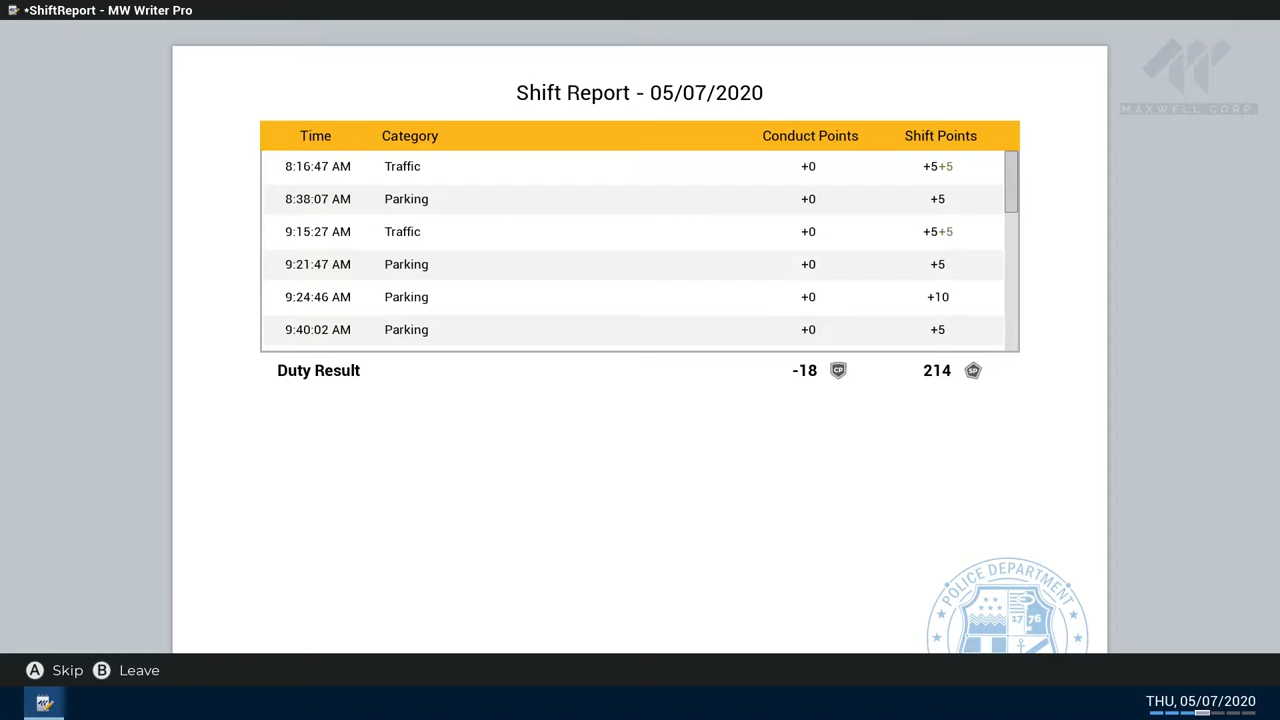 *ShiftReport - MW Writer Pro
MAXWELL CORP.
Shift Report - 05/07/2020
Time Category Conduct Points Shift Points
8:16:47 AM Traffic +0 +5+5
8:38:07 AM Parking +0 +5
9:15:27 AM Traffic +0 +5+5
9:21:47 AM Parking +0 +5
9:24:46 AM Parking +0 +10
9:40:02 AM Parking +0 +5
Duty Result -18 CP 214 SP
POLICE DEPARTMENT
1776
A Skip B Leave
THU, 05/07/2020